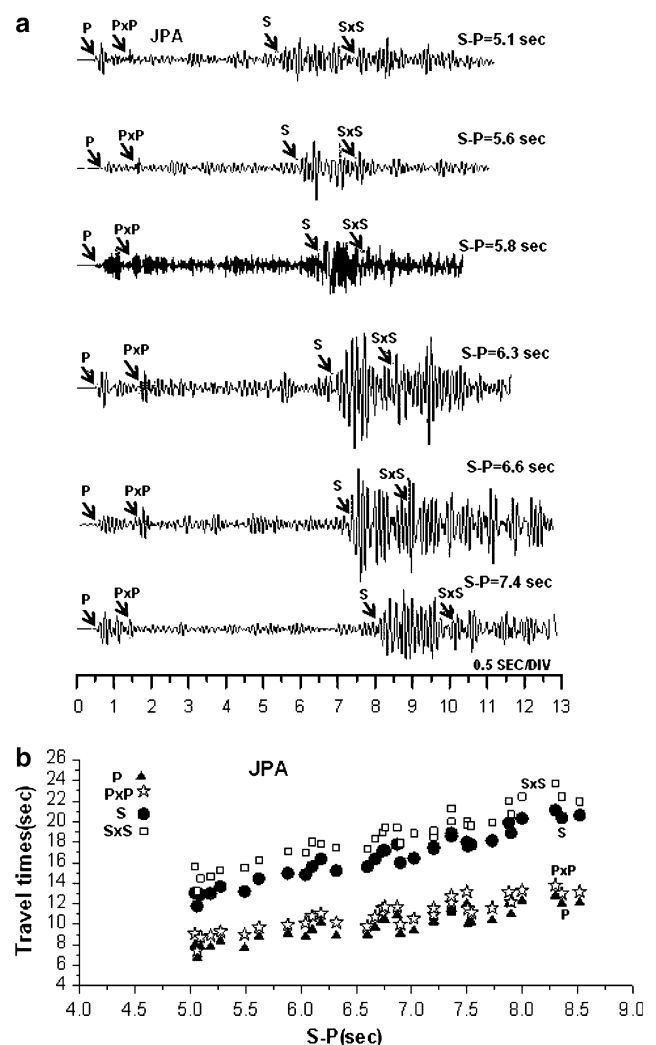 a
P PxP JPA S SxS S-P=5.1 sec
P PxP S SxS S-P=5.6 sec
P PxP S SxS S-P=5.8 sec
P PxP S SxS S-P=6.3 sec
P PxP S SxS S-P=6.6 sec
P PxP S SxS S-P=7.4 sec
0.5 SEC/DIV
0 1 2 3 4 5 6 7 8 9 10 11 12 13
b
JPA
P
PxP
S
SxS
Travel times(sec)
26
24
22
20
18
16
14
12
10
8
6
4
SxS
S
PxP
P
4.0 4.5 5.0 5.5 6.0 6.5 7.0 7.5 8.0 8.5 9.0
S-P(sec)